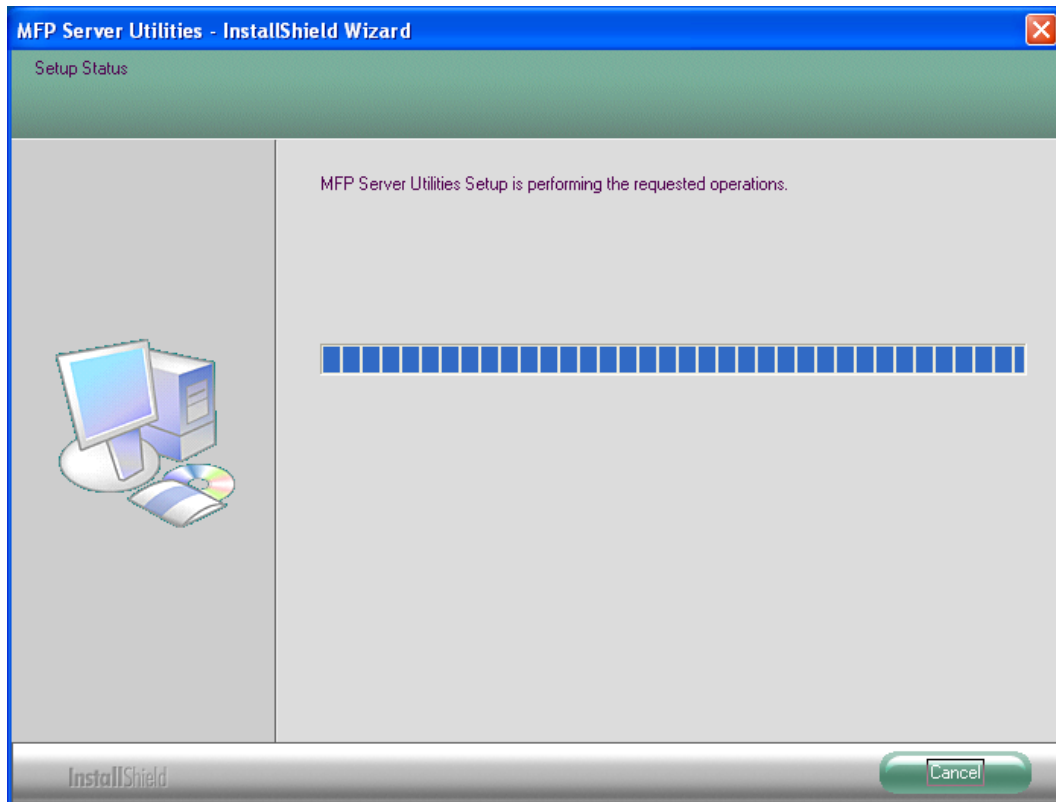 MFP Server Utilities - InstallShield Wizard
Setup Status
MFP Server Utilities Setup is performing the requested operations.
InstallShield
Cancel